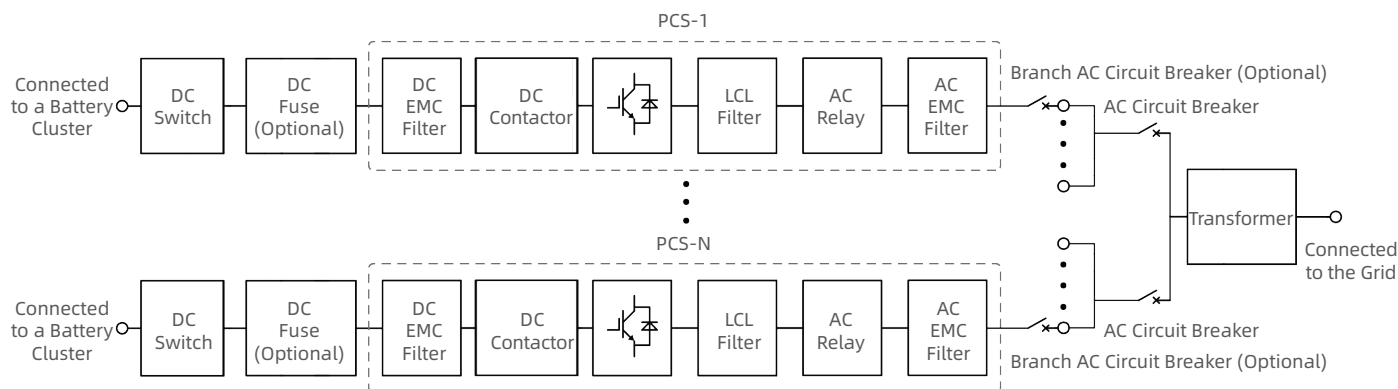 PCS-1
Connected
to a Battery
Cluster
DC
Switch
DC
Fuse
(Optional)
DC
EMC
Filter
DC
Contactor
LCL
Filter
AC
Relay
AC
EMC
Filter
Branch AC Circuit Breaker (Optional)
AC Circuit Breaker
Transformer
Connected
to the Grid
PCS-N
Connected
to a Battery
Cluster
DC
Switch
DC
Fuse
(Optional)
DC
EMC
Filter
DC
Contactor
LCL
Filter
AC
Relay
AC
EMC
Filter
AC Circuit Breaker
Branch AC Circuit Breaker (Optional)